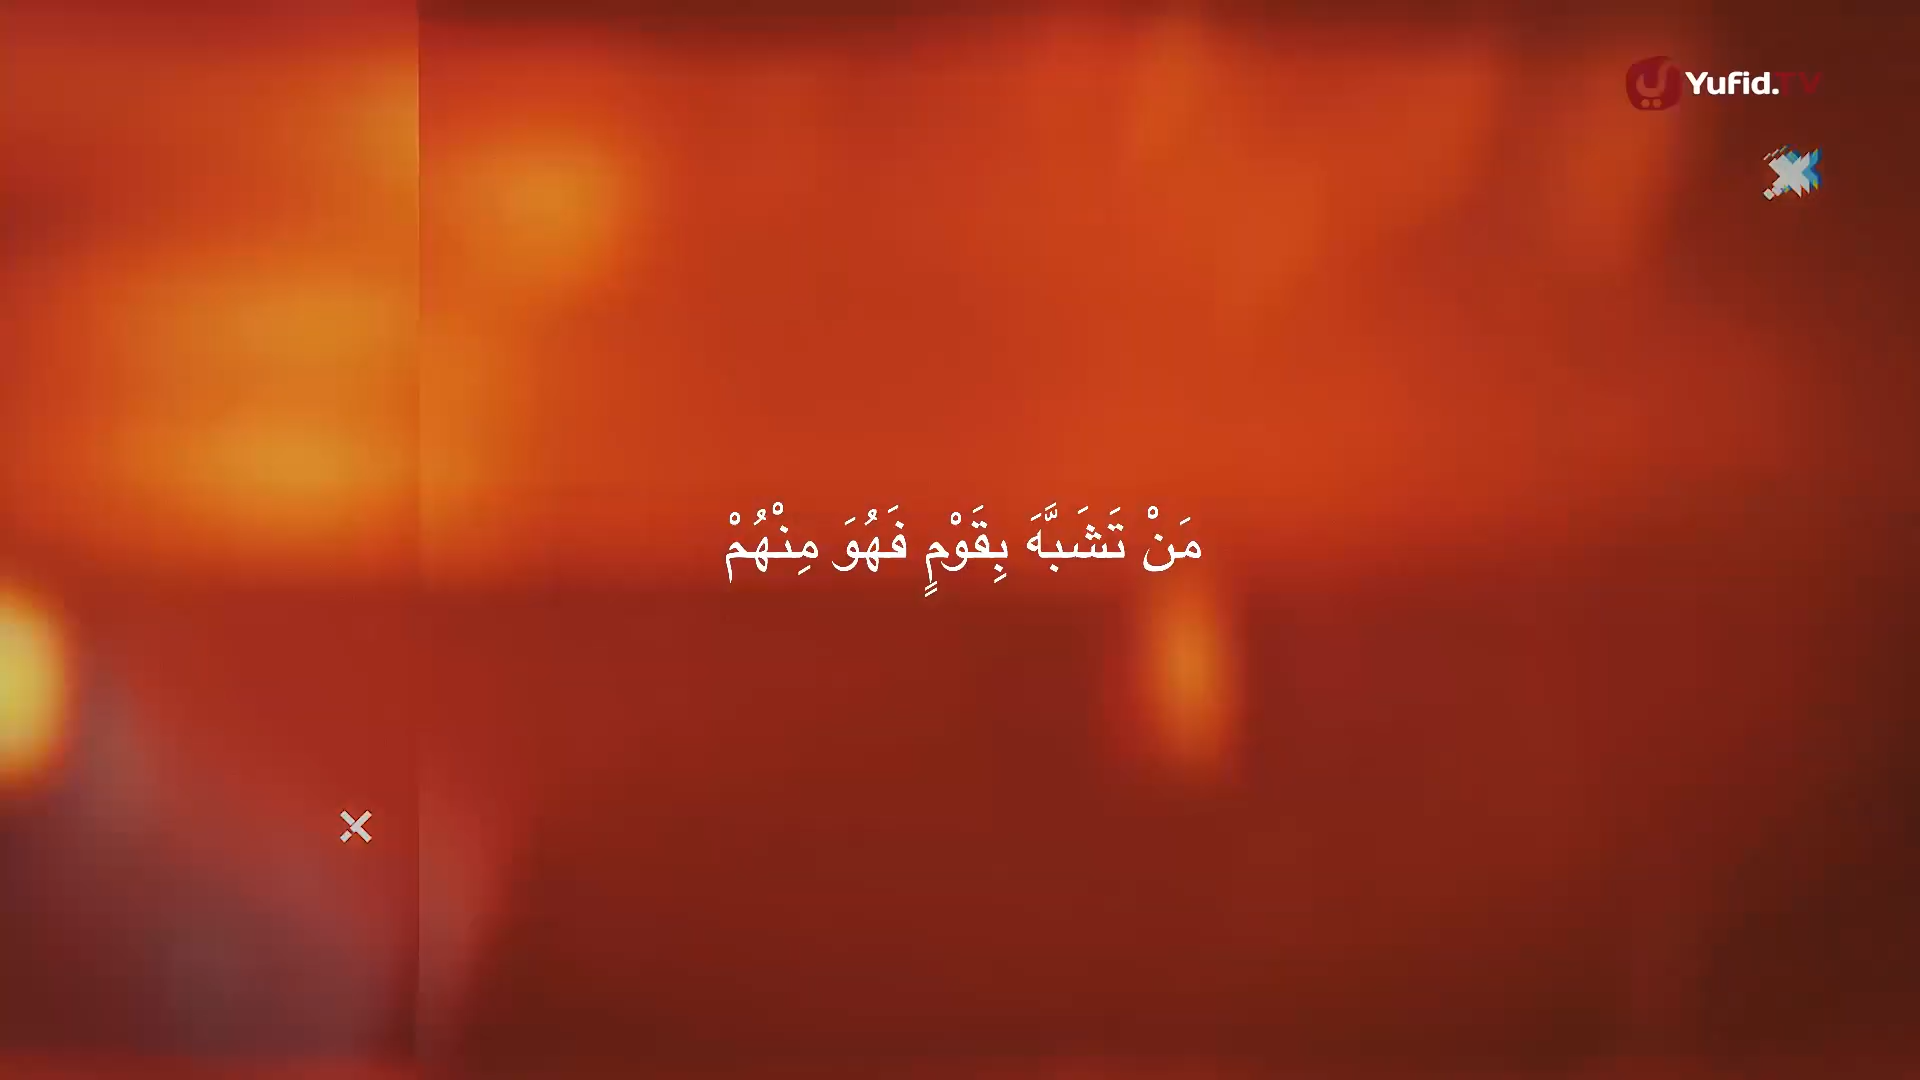 Yufid.TV
مَنْ تَشَبَّهَ بِقَوْمٍ فَهُوَ مِنْهُمْ